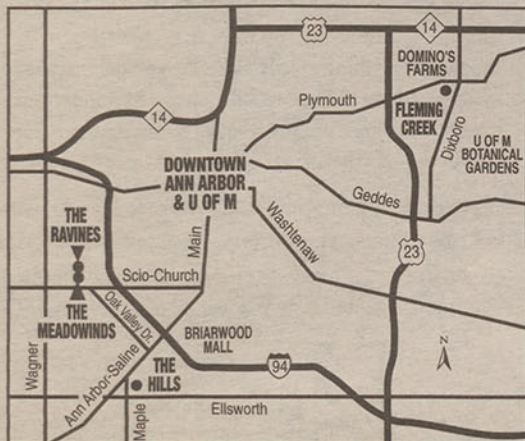 23
14
DOMINO'S
FARMS
Plymouth
14
FLEMING
CREEK
Dixboro
U OF M
BOTANICAL
GARDENS
DOWNTOWN
ANN ARBOR
& U OF M
Geddes
Washtenaw
THE
RAVINES
Main
23
Scio-Church
THE
MEADOWINDS
Oak Valley Dr.
BRIARWOOD
MALL
N
Wagner
Ann Arbor-Saline
THE
HILLS
94
Maple
Ellsworth